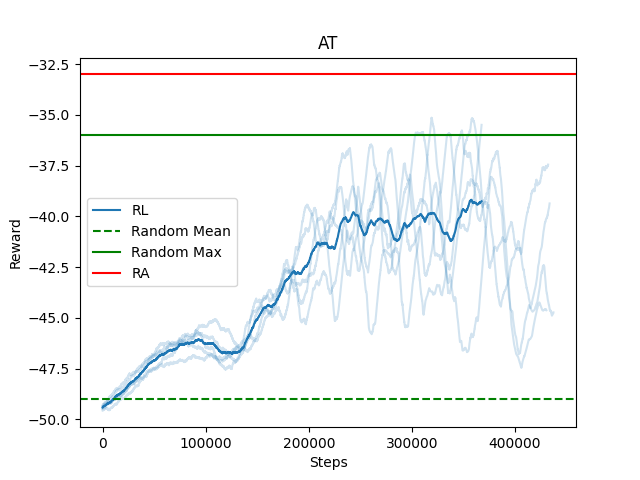 AT
−32.5
−35.0
−37.5
−40.0
−42.5
−45.0
−47.5
−50.0
Reward
RL
Random Mean
Random Max
RA
0
100000
200000
300000
400000
Steps